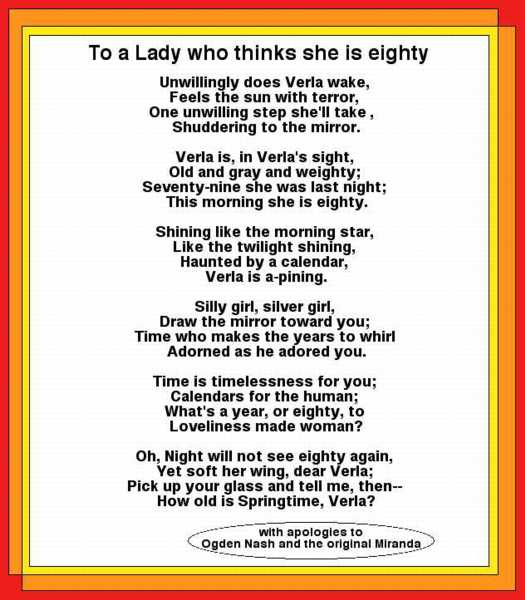 To a Lady who thinks she is eighty
Unwillingly does Verla wake,
Feels the sun with terror,
One unwilling step she'll take ,
Shuddering to the mirror.
Verla is, in Verla's sight,
Old and gray and weighty;
Seventy-nine she was last night;
This morning she is eighty.
Shining like the morning star,
Like the twilight shining,
Haunted by a calendar,
Verla is a-pining.
Silly girl, silver girl,
Draw the mirror toward you;
Time who makes the years to whirl
Adorned as he adored you.
Time is timelessness for you;
Calendars for the human;
What's a year, or eighty, to
Loveliness made woman?
Oh, Night will not see eighty again,
Yet soft her wing, dear Verla;
Pick up your glass and tell me, then--
How old is Springtime, Verla?
with apologies to
Ogden Nash and the original Miranda